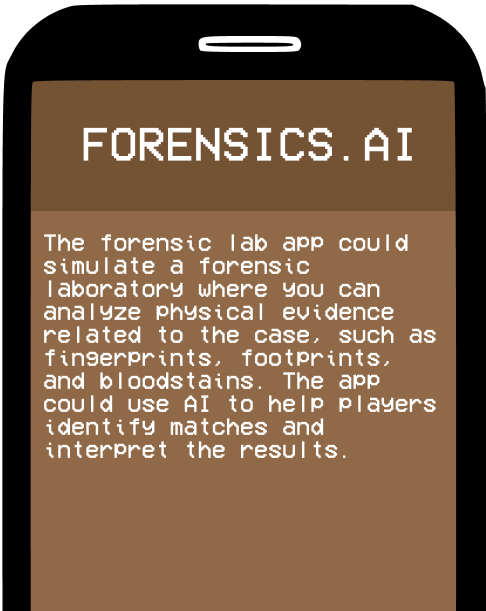 FORENSICS.AI
The forensic lab app could
simulate a forensic
laboratory where you can
analyze physical evidence
related to the case, such as
fingerprints, footprints,
and bloodstains. The app
could use AI to help players
identify matches and
interpret the results.